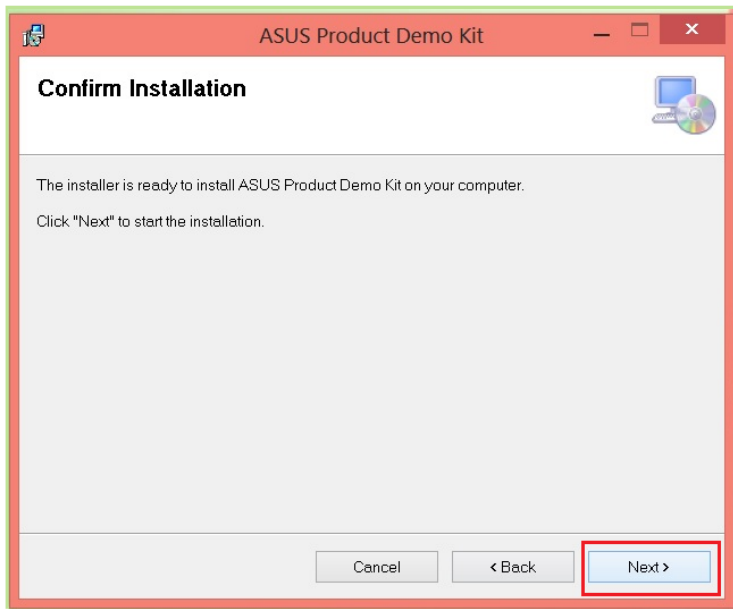 ASUS Product Demo Kit
Confirm Installation
The installer is ready to install ASUS Product Demo Kit on your computer.
Click "Next" to start the installation.
Cancel
< Back
Next >